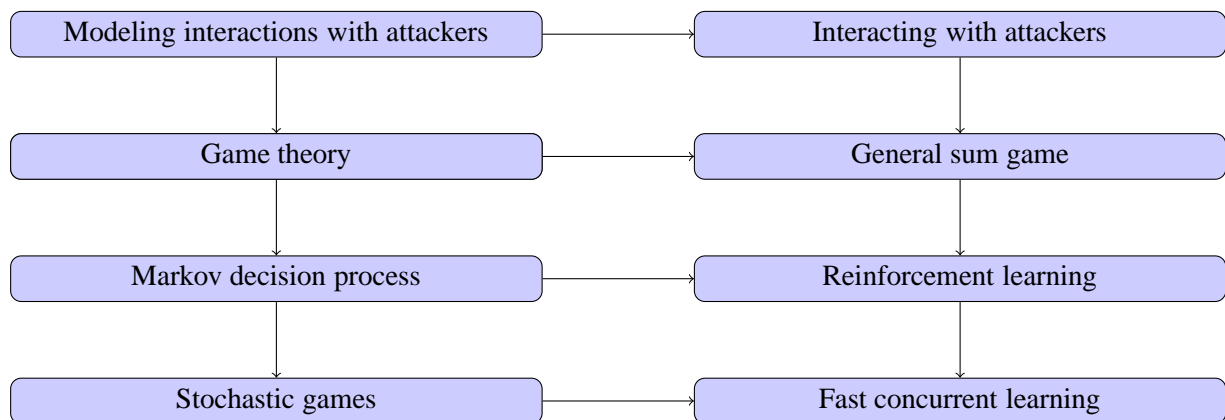 Modeling interactions with attackers
Interacting with attackers
Game theory
General sum game
Markov decision process
Reinforcement learning
Stochastic games
Fast concurrent learning